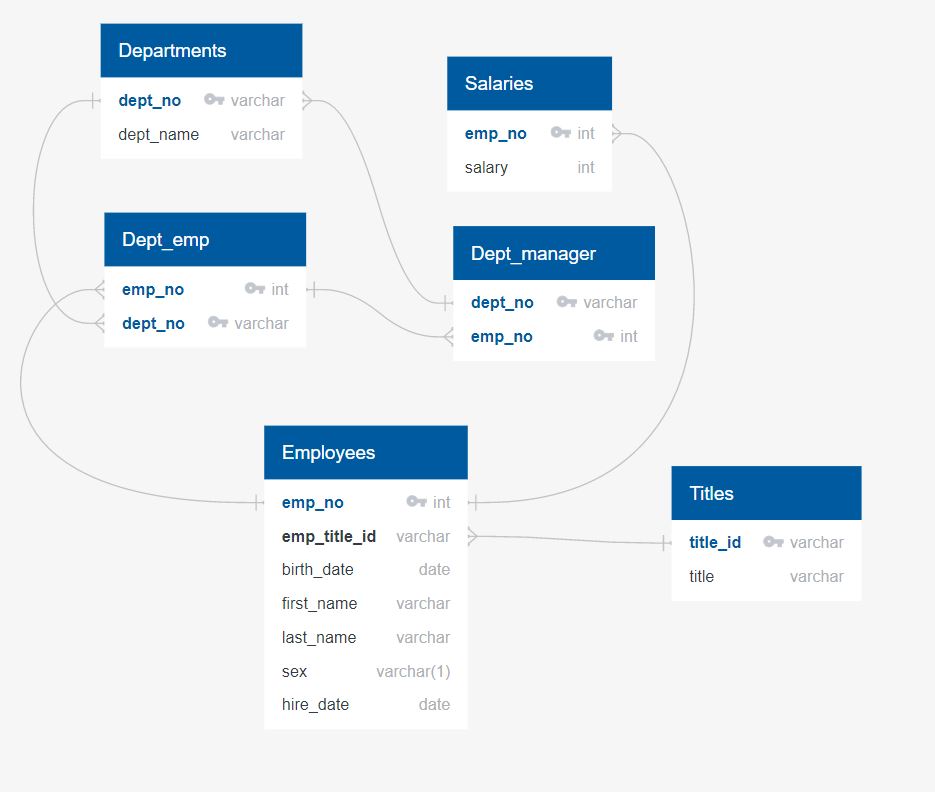 Departments
dept_no varchar
dept_name varchar
Salaries
emp_no int
salary int
Dept_emp
emp_no int
dept_no varchar
Dept_manager
dept_no varchar
emp_no int
Employees
emp_no int
emp_title_id varchar
birth_date date
first_name varchar
last_name varchar
sex varchar(1)
hire_date date
Titles
title_id varchar
title varchar